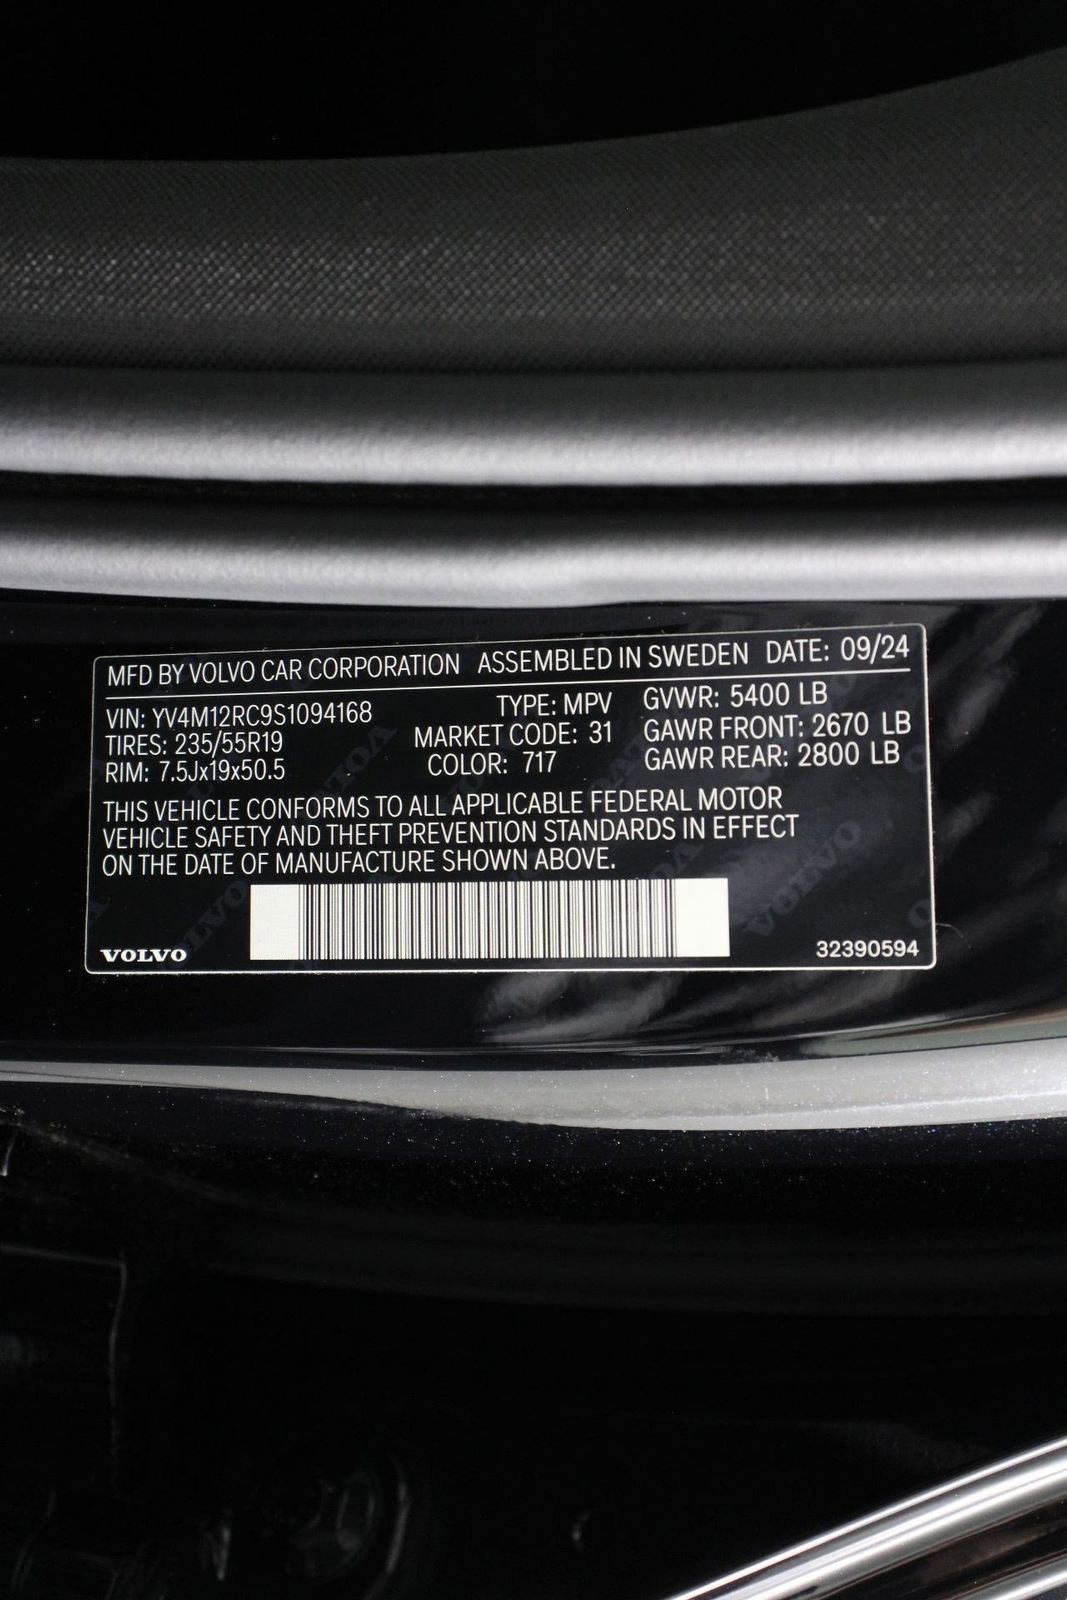 MFD BY VOLVO CAR CORPORATION ASSEMBLED IN SWEDEN DATE: 09/24
VIN: YV4M12RC9S1094168 TYPE: MPV GVWR: 5400 LB
TIRES: 235/55R19 MARKET CODE: 31 GAWR FRONT: 2670 LB
RIM: 7.5Jx19x50.5 COLOR: 717 GAWR REAR: 2800 LB
THIS VEHICLE CONFORMS TO ALL APPLICABLE FEDERAL MOTOR
VEHICLE SAFETY AND THEFT PREVENTION STANDARDS IN EFFECT
ON THE DATE OF MANUFACTURE SHOWN ABOVE.
VOLVO 32390594